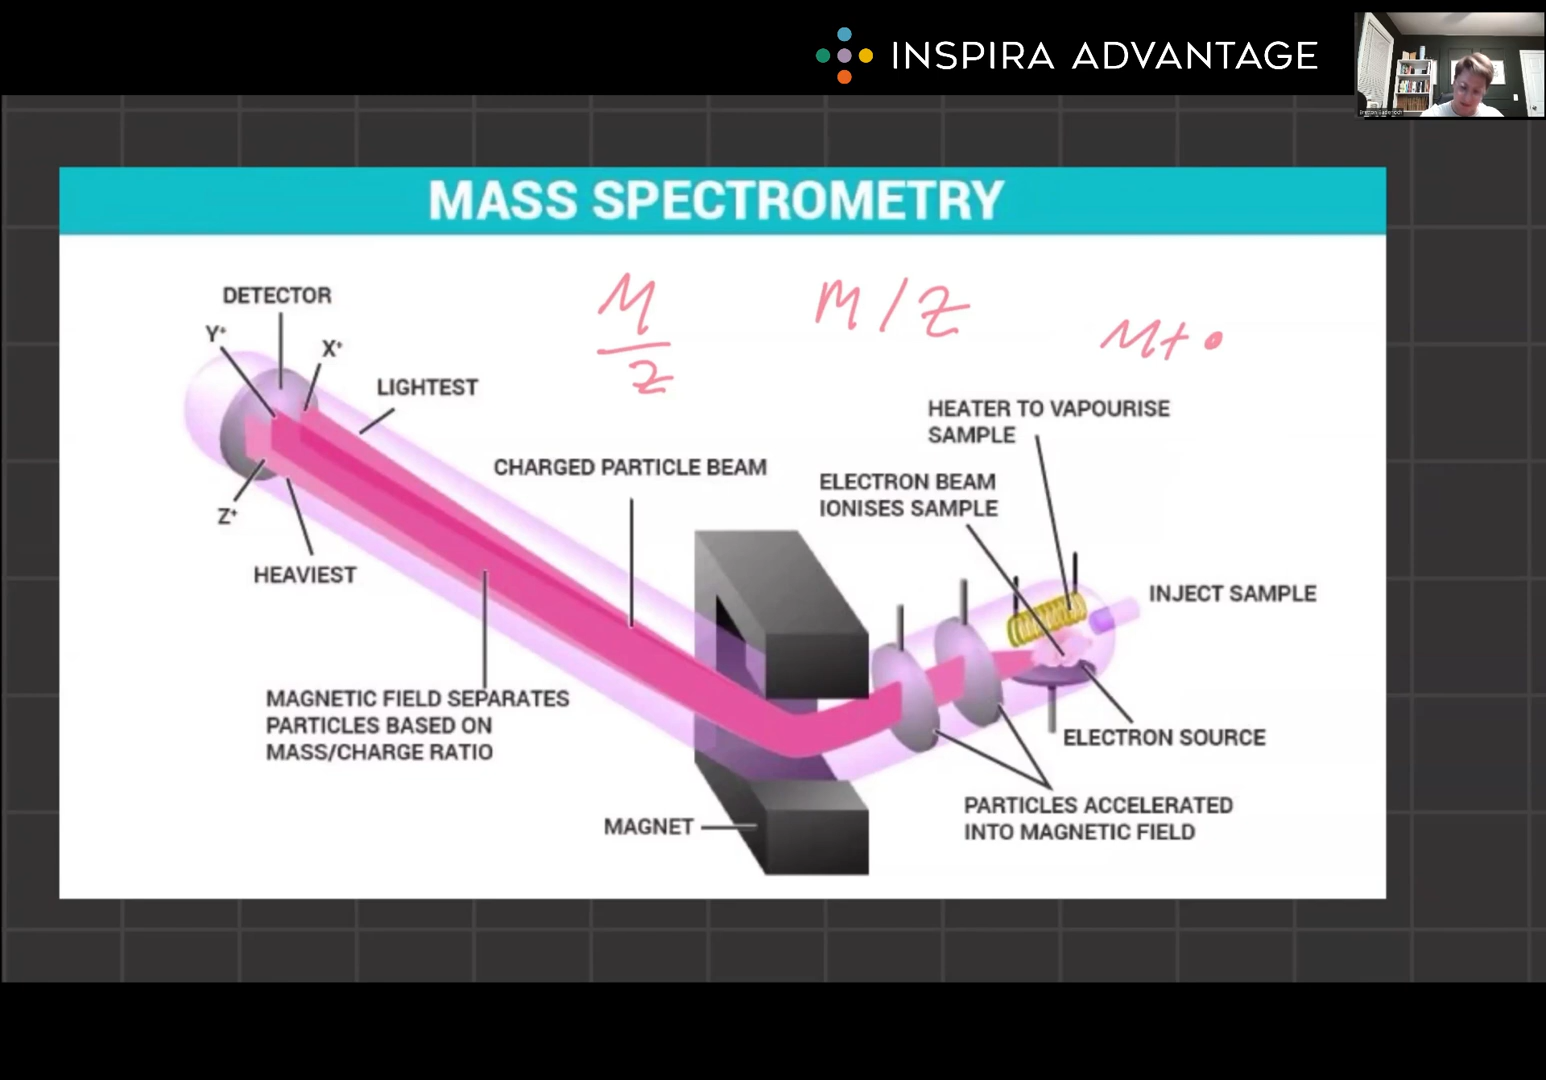 INSPIRA ADVANTAGE
MASS SPECTROMETRY
DETECTOR
Y⁺
X⁺
LIGHTEST
Z⁺
HEAVIEST
M
z
M/Z
M+•
CHARGED PARTICLE BEAM
HEATER TO VAPOURISE
SAMPLE
ELECTRON BEAM
IONISES SAMPLE
INJECT SAMPLE
MAGNETIC FIELD SEPARATES
PARTICLES BASED ON
MASS/CHARGE RATIO
ELECTRON SOURCE
MAGNET
PARTICLES ACCELERATED
INTO MAGNETIC FIELD